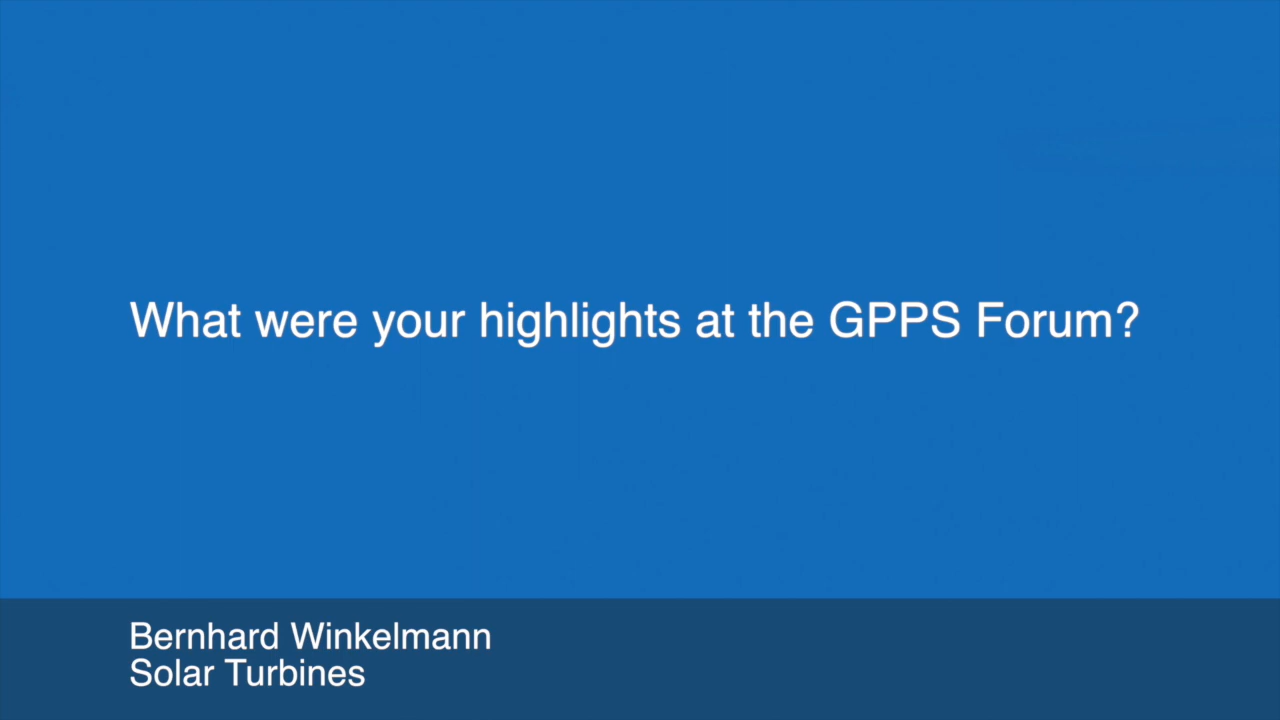 What were your highlights at the GPPS Forum?
Bernhard Winkelmann
Solar Turbines